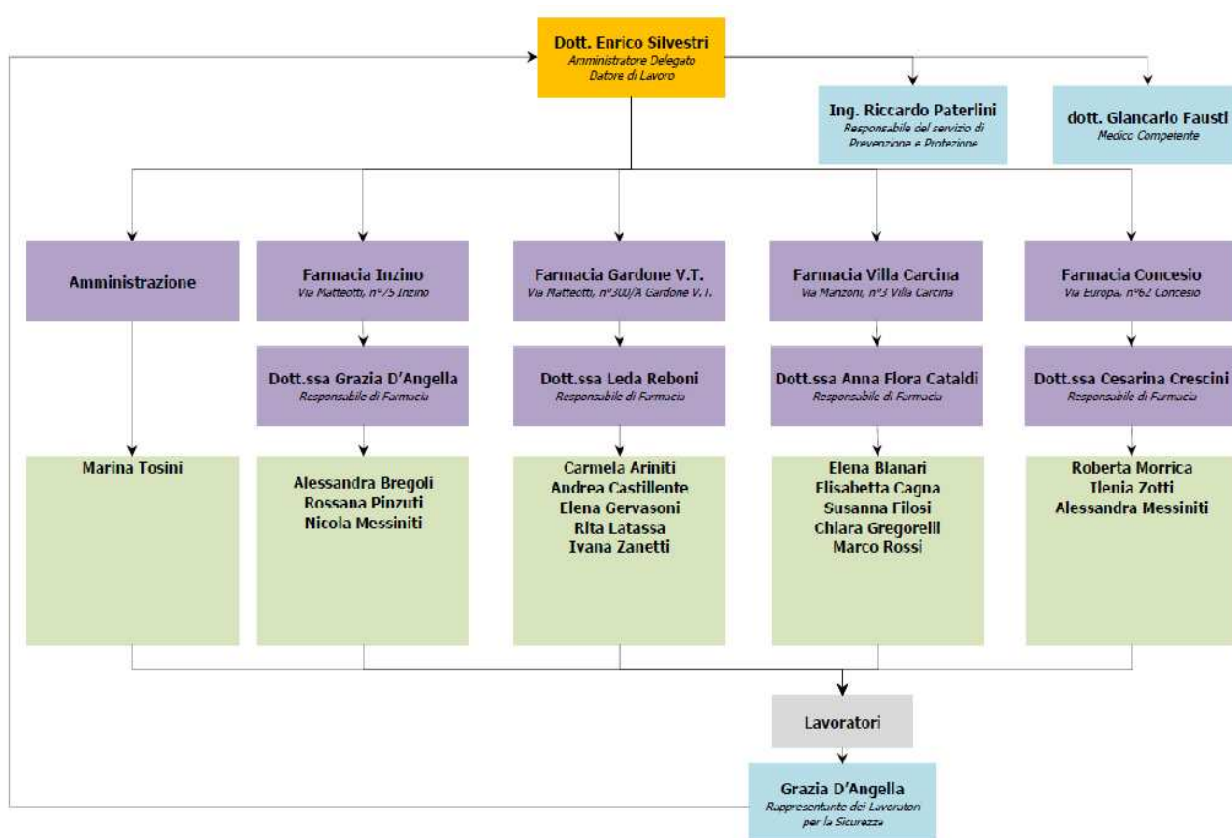 Dott. Enrico Silvestri
Amministratore Delegato
Datore di Lavoro
Ing. Riccardo Paterlini
Responsabile del servizio di
Prevenzione e Protezione
dott. Giancarlo Fausti
Medico Competente
Amministrazione
Farmacia Inzino
Via Matteotti, n°75 Inzino
Farmacia Gardone V.T.
Via Matteotti, n°300/A Gardone V.T.
Farmacia Villa Carcina
Via Manzoni, n°3 Villa Carcina
Farmacia Concesio
Via Europa, n°62 Concesio
Dott.ssa Grazia D'Angella
Responsabile di Farmacia
Dott.ssa Leda Reboni
Responsabile di Farmacia
Dott.ssa Anna Flora Cataldi
Responsabile di Farmacia
Dott.ssa Cesarina Crescini
Responsabile di Farmacia
Marina Tosini
Alessandra Bregoli
Rossana Pinzuti
Nicola Messiniti
Carmela Ariniti
Andrea Castillente
Elena Gervasoni
Rita Latassa
Ivana Zanetti
Elena Blanari
Elisabetta Cagna
Susanna Filosi
Chiara Gregorelli
Marco Rossi
Roberta Morrica
Ilenia Zotti
Alessandra Messiniti
Lavoratori
Grazia D'Angella
Rappresentante dei Lavoratori
per la Sicurezza